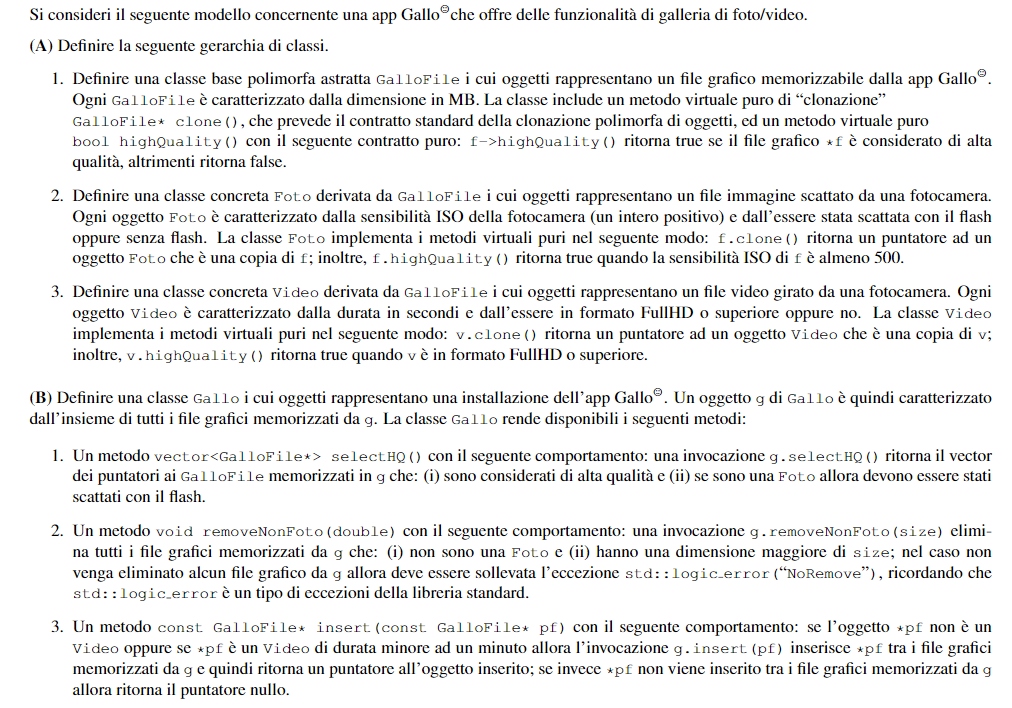 Si consideri il seguente modello concernente una app Gallo☺ che offre delle funzionalità di galleria di foto/video.
(A) Definire la seguente gerarchia di classi.
1. Definire una classe base polimorfa astratta GalloFile i cui oggetti rappresentano un file grafico memorizzabile dalla app Gallo☺.
Ogni GalloFile è caratterizzato dalla dimensione in MB. La classe include un metodo virtuale puro di “clonazione”
GalloFile* clone(), che prevede il contratto standard della clonazione polimorfa di oggetti, ed un metodo virtuale puro
bool highQuality() con il seguente contratto puro: f->highQuality() ritorna true se il file grafico *f è considerato di alta
qualità, altrimenti ritorna false.
2. Definire una classe concreta Foto derivata da GalloFile i cui oggetti rappresentano un file immagine scattato da una fotocamera.
Ogni oggetto Foto è caratterizzato dalla sensibilità ISO della fotocamera (un intero positivo) e dall’essere stata scattata con il flash
oppure senza flash. La classe Foto implementa i metodi virtuali puri nel seguente modo: f.clone() ritorna un puntatore ad un
oggetto Foto che è una copia di f; inoltre, f.highQuality() ritorna true quando la sensibilità ISO di f è almeno 500.
3. Definire una classe concreta Video derivata da GalloFile i cui oggetti rappresentano un file video girato da una fotocamera. Ogni
oggetto Video è caratterizzato dalla durata in secondi e dall’essere in formato FullHD o superiore oppure no. La classe Video
implementa i metodi virtuali puri nel seguente modo: v.clone() ritorna un puntatore ad un oggetto Video che è una copia di v;
inoltre, v.highQuality() ritorna true quando v è in formato FullHD o superiore.
(B) Definire una classe Gallo i cui oggetti rappresentano una installazione dell’app Gallo☺. Un oggetto g di Gallo è quindi caratterizzato
dall’insieme di tutti i file grafici memorizzati da g. La classe Gallo rende disponibili i seguenti metodi:
1. Un metodo vector<GalloFile*> selectHQ() con il seguente comportamento: una invocazione g.selectHQ() ritorna il vector
dei puntatori ai GalloFile memorizzati in g che: (i) sono considerati di alta qualità e (ii) se sono una Foto allora devono essere stati
scattati con il flash.
2. Un metodo void removeNonFoto(double) con il seguente comportamento: una invocazione g.removeNonFoto(size) elimi-
na tutti i file grafici memorizzati da g che: (i) non sono una Foto e (ii) hanno una dimensione maggiore di size; nel caso non
venga eliminato alcun file grafico da g allora deve essere sollevata l’eccezione std::logic_error(“NoRemove”), ricordando che
std::logic_error è un tipo di eccezioni della libreria standard.
3. Un metodo const GalloFile* insert(const GalloFile* pf) con il seguente comportamento: se l’oggetto *pf non è un
Video oppure se *pf è un Video di durata minore ad un minuto allora l’invocazione g.insert(pf) inserisce *pf tra i file grafici
memorizzati da g e quindi ritorna un puntatore all’oggetto inserito; se invece *pf non viene inserito tra i file grafici memorizzati da g
allora ritorna il puntatore nullo.